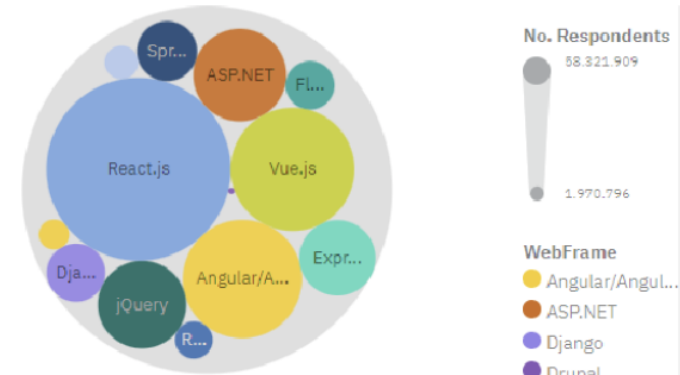 Spr...
ASP.NET
Fl...
React.js
Vue.js
Dja...
Expr...
Angular/A...
jQuery
R...
No. Respondents
58.321.909
1.970.796
WebFrame
Angular/Angul...
ASP.NET
Django
Drupal